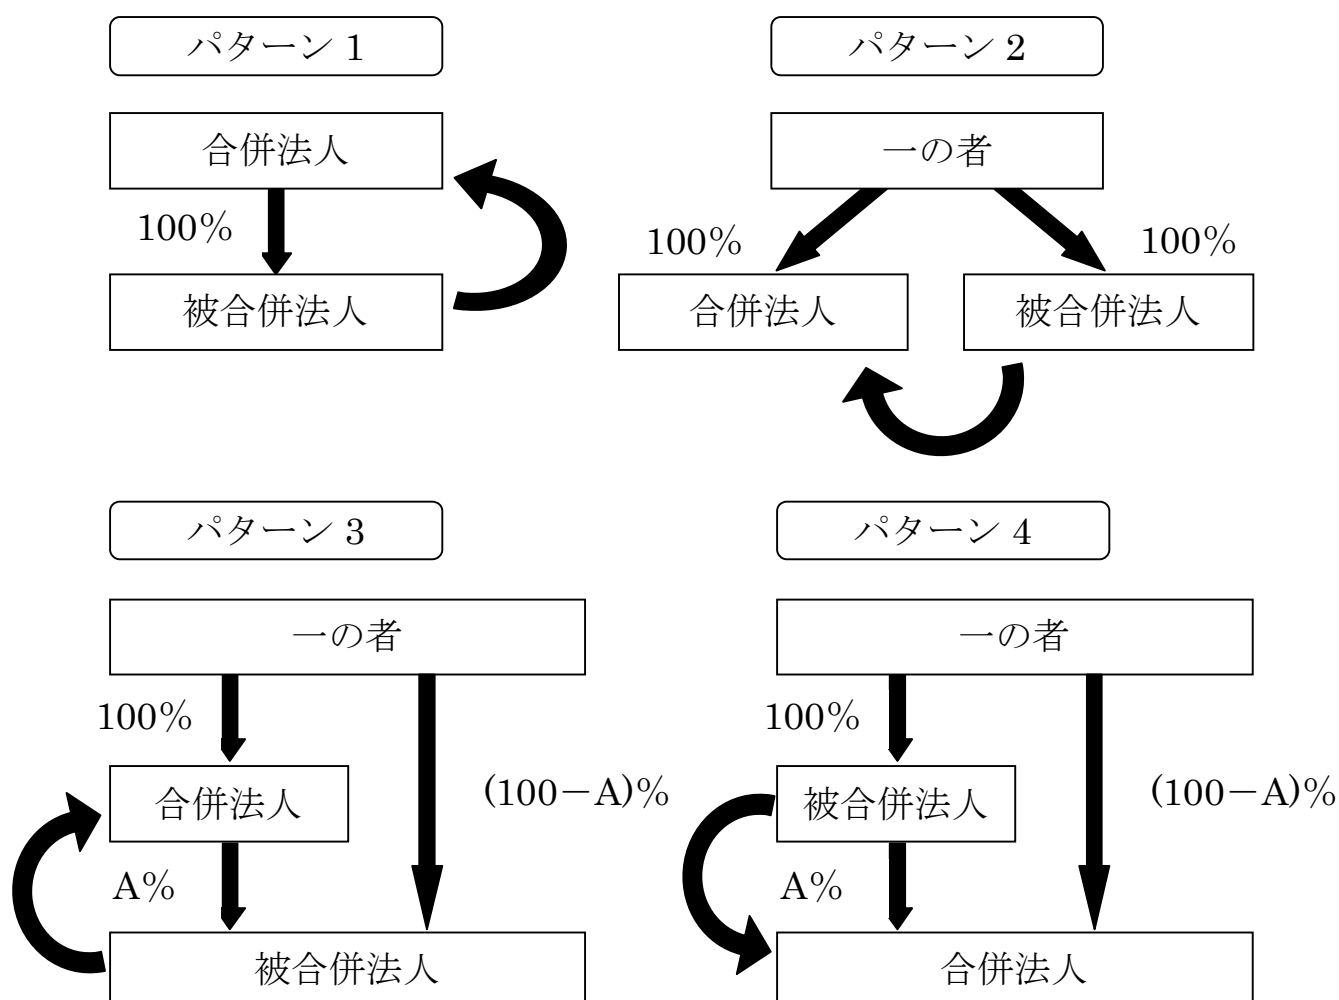 パターン 1
合併法人
100%
被合併法人
パターン 2
一の者
100%
100%
合併法人
被合併法人
パターン 3
一の者
100%
合併法人
(100－A)%
A%
被合併法人
パターン 4
一の者
100%
被合併法人
(100－A)%
A%
合併法人